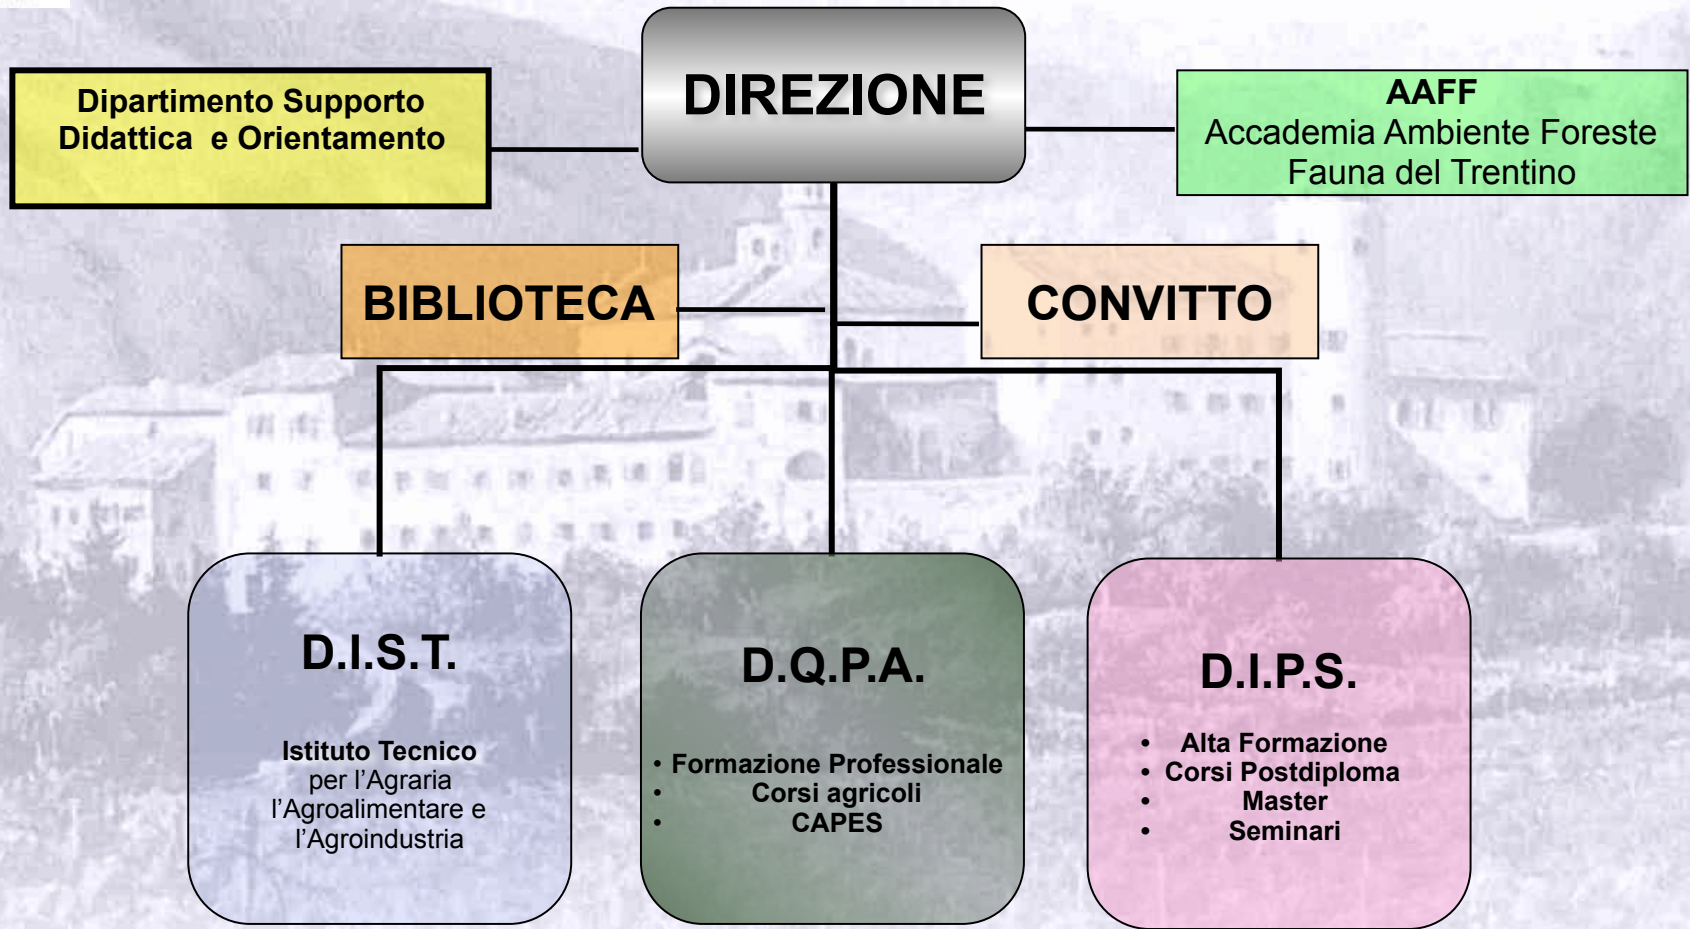 DIREZIONE
Dipartimento Supporto
Didattica e Orientamento
AAFF
Accademia Ambiente Foreste
Fauna del Trentino
BIBLIOTECA
CONVITTO
D.I.S.T.
Istituto Tecnico
per l’Agraria
l’Agroalimentare e
l’Agroindustria
D.Q.P.A.
• Formazione Professionale
• Corsi agricoli
• CAPES
D.I.P.S.
• Alta Formazione
• Corsi Postdiploma
• Master
• Seminari